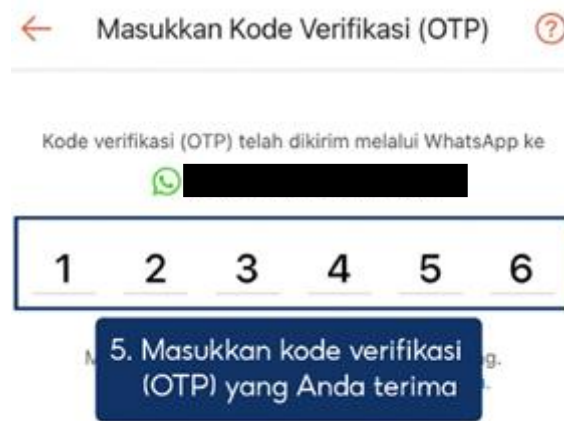 Masukkan Kode Verifikasi (OTP)
Kode verifikasi (OTP) telah dikirim melalui WhatsApp ke
1 2 3 4 5 6
5. Masukkan kode verifikasi
(OTP) yang Anda terima